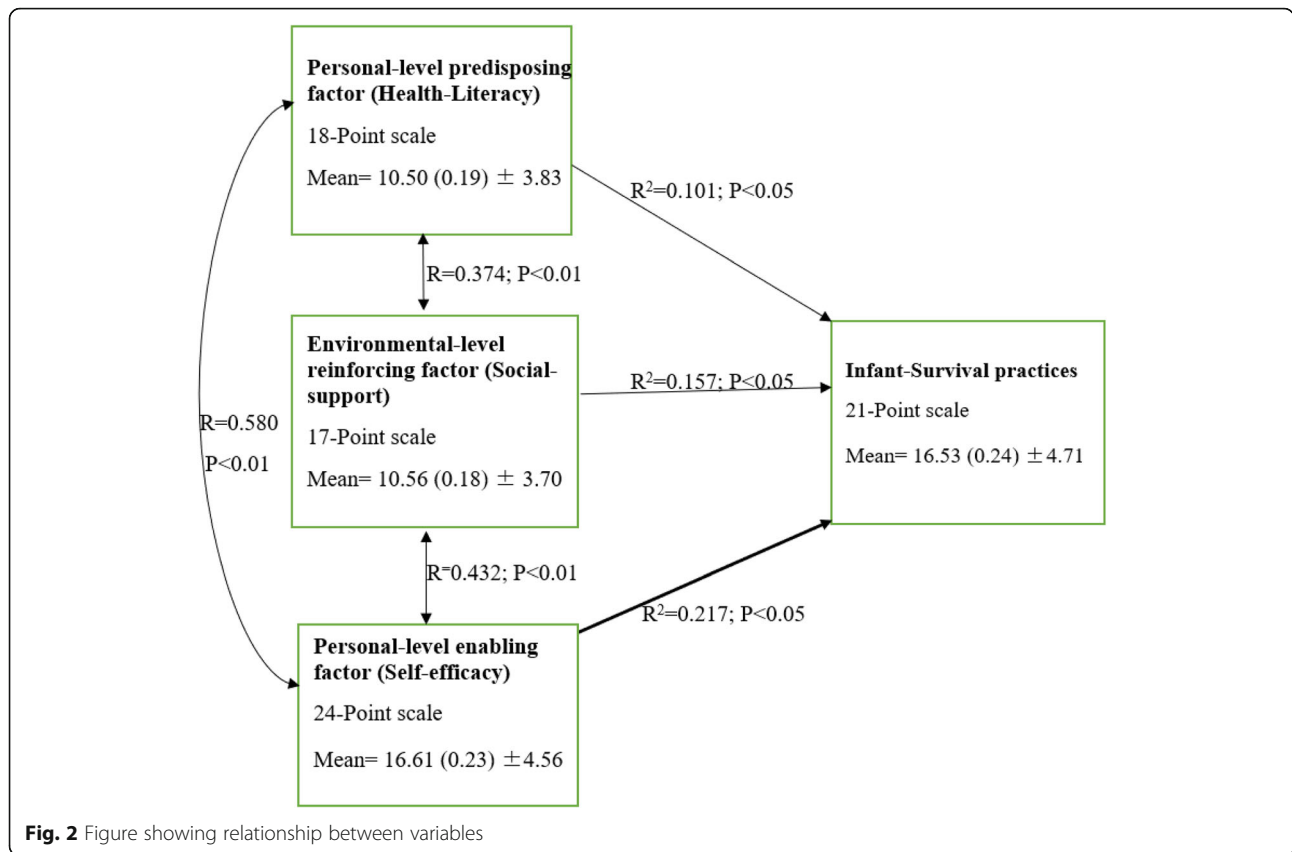 Personal-level predisposing
factor (Health-Literacy)
18-Point scale
Mean= 10.50 (0.19) ± 3.83
R²=0.101; P<0.05
R=0.374; P<0.01
Environmental-level
reinforcing factor (Social-
support)
17-Point scale
Mean= 10.56 (0.18) ± 3.70
R²=0.157; P<0.05
Infant-Survival practices
21-Point scale
Mean= 16.53 (0.24) ±4.71
R=0.580
P<0.01
R=0.432; P<0.01
R²=0.217; P<0.05
Personal-level enabling
factor (Self-efficacy)
24-Point scale
Mean= 16.61 (0.23) ±4.56
Fig. 2 Figure showing relationship between variables